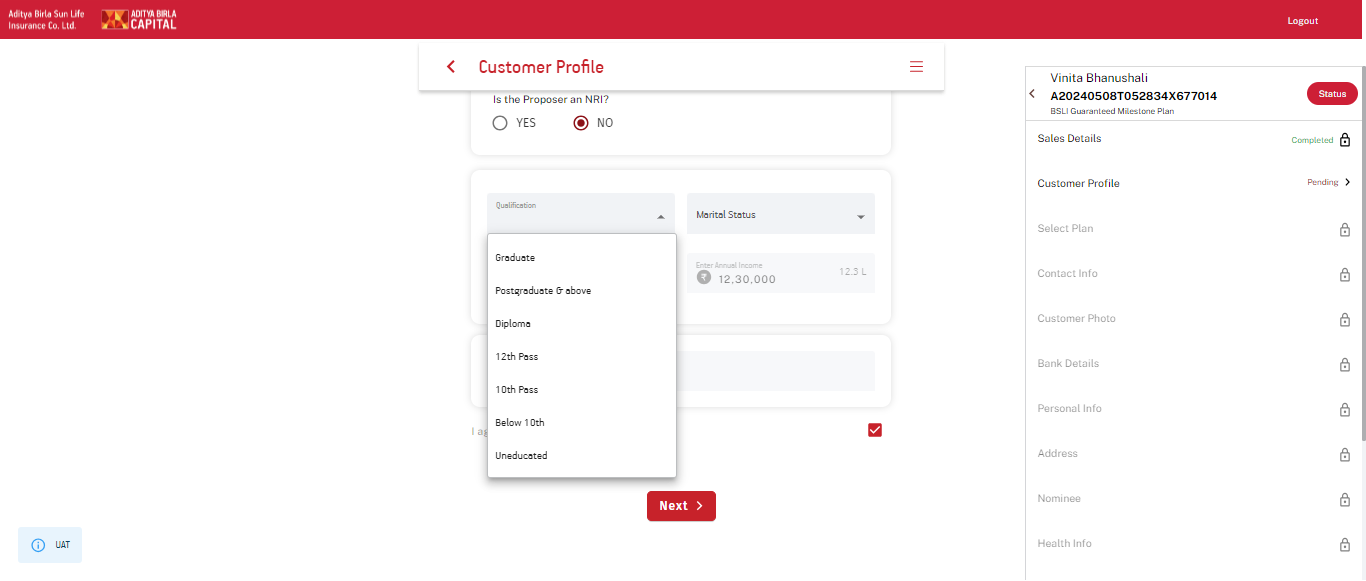 Aditya Birla Sun Life
Insurance Co. Ltd.
ADITYA BIRLA
CAPITAL
Logout
Customer Profile
Is the Proposer an NRI?
YES
NO
Qualification
Marital Status
Graduate
Postgraduate & above
Diploma
12th Pass
10th Pass
Below 10th
Uneducated
Enter Annual Income
₹ 12,30,000
12.3 L
I
Next
UAT
Vinita Bhanushali
A20240508T052834X677014
BSLI Guaranteed Milestone Plan
Status
Sales Details
Completed
Customer Profile
Pending
Select Plan
Contact Info
Customer Photo
Bank Details
Personal Info
Address
Nominee
Health Info